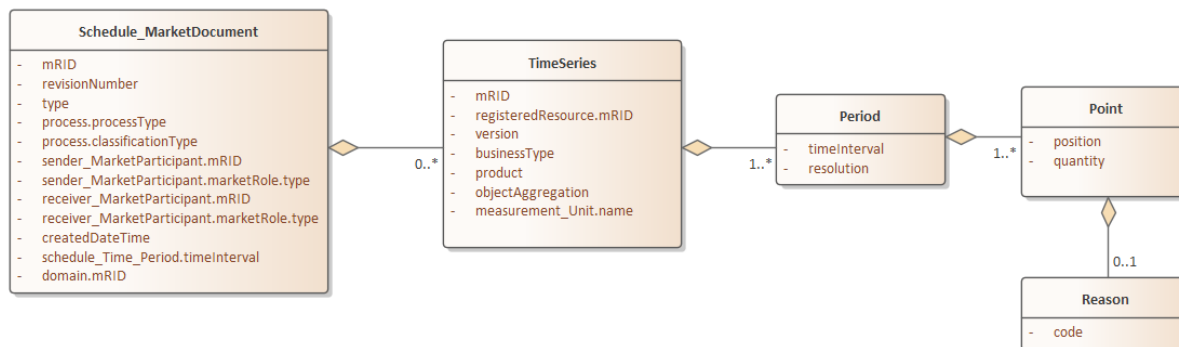 Schedule_MarketDocument
- mRID
- revisionNumber
- type
- process.processType
- process.classificationType
- sender_MarketParticipant.mRID
- sender_MarketParticipant.marketRole.type
- receiver_MarketParticipant.mRID
- receiver_MarketParticipant.marketRole.type
- createdDateTime
- schedule_Time_Period.timeInterval
- domain.mRID
0..*
TimeSeries
- mRID
- registeredResource.mRID
- version
- businessType
- product
- objectAggregation
- measurement_Unit.name
1..*
Period
- timeInterval
- resolution
1..*
Point
- position
- quantity
0..1
Reason
- code